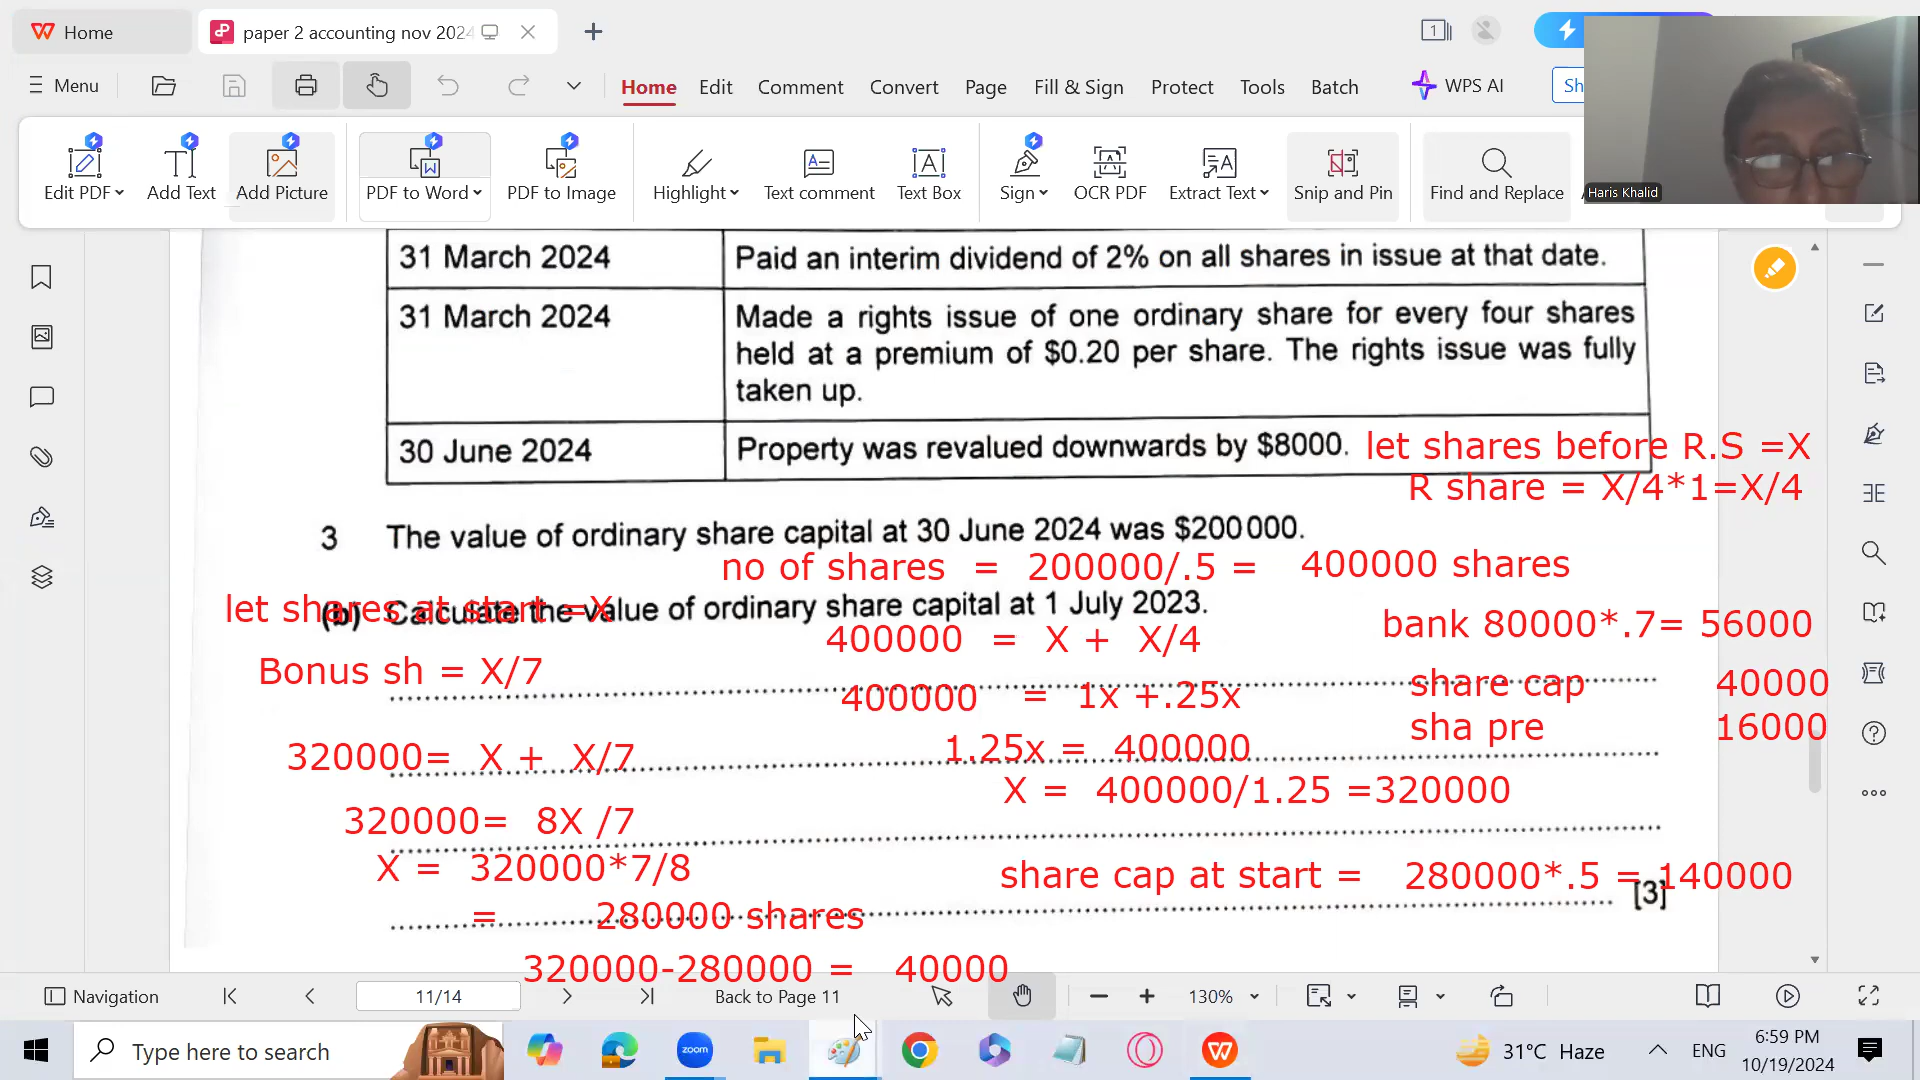 Home
paper 2 accounting nov 2024
1
Menu
Home Edit Comment Convert Page Fill & Sign Protect Tools Batch
WPS AI
Sh
Edit PDF
Add Text
Add Picture
PDF to Word
PDF to Image
Highlight
Text comment
Text Box
Sign
OCR PDF
Extract Text
Snip and Pin
Find and Replace
Haris Khalid
31 March 2024 Paid an interim dividend of 2% on all shares in issue at that date.
31 March 2024 Made a rights issue of one ordinary share for every four shares
held at a premium of $0.20 per share. The rights issue was fully
taken up.
30 June 2024 Property was revalued downwards by $8000.
let shares before R.S =X
R share = X/4*1=X/4
3 The value of ordinary share capital at 30 June 2024 was $200000.
no of shares = 200000/.5 = 400000 shares
let shares at start =X
(b) Calculate the value of ordinary share capital at 1 July 2023.
400000 = X + X/4
bank 80000*.7= 56000
Bonus sh = X/7
400000 = 1x +.25x
share cap 40000
sha pre 16000
320000= X + X/7
1.25x = 400000
X = 400000/1.25 =320000
320000= 8X /7
X = 320000*7/8
share cap at start = 280000*.5 = 140000
[3]
= 280000 shares
320000-280000 = 40000
Navigation
11/14
Back to Page 11
130%
Type here to search
zoom
31°C Haze
ENG
6:59 PM
10/19/2024